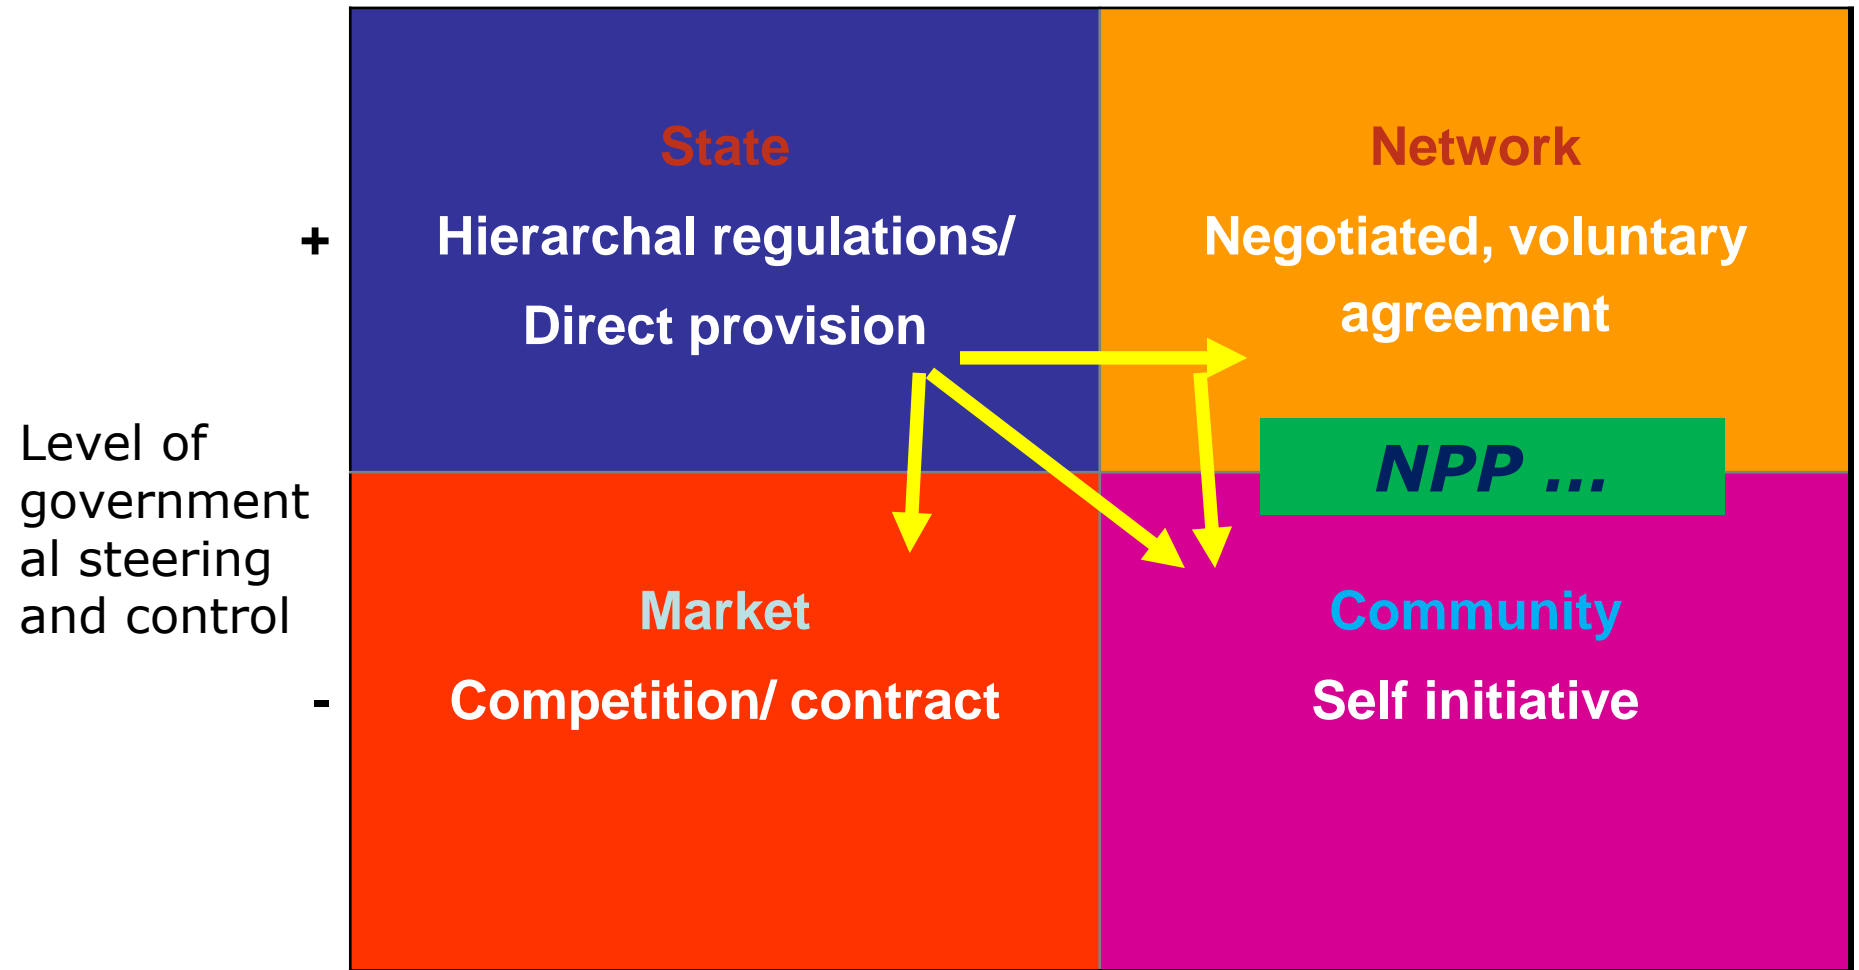 State
Hierarchal regulations/
Direct provision
Network
Negotiated, voluntary
agreement
+
Level of
government
al steering
and control
NPP ...
Market
Competition/ contract
Community
Self initiative
-